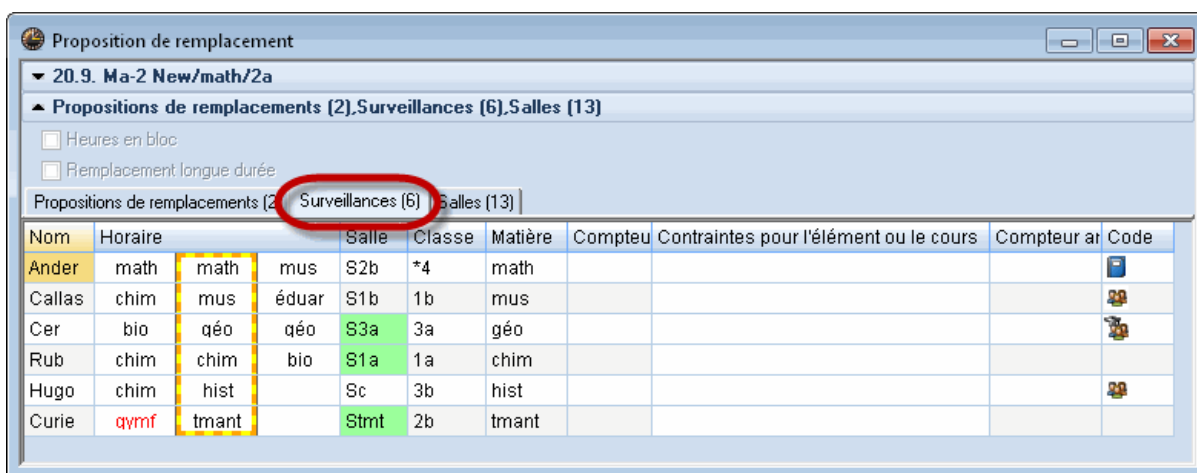 Proposition de remplacement
20.9. Ma-2 New/math/2a
Propositions de remplacements (2),Surveillances (6),Salles (13)
Heures en bloc
Remplacement longue durée
Propositions de remplacements (2 Surveillances (6) Salles (13)
Nom Horaire Salle Classe Matière Compteu Contraintes pour l'élément ou le cours Compteur ar Code
Ander math math mus S2b *4 math
Callas chim mus éduar S1b 1b mus
Cer bio géo géo S3a 3a géo
Rub chim chim bio S1a 1a chim
Hugo chim hist Sc 3b hist
Curie gymf tmant Stmt 2b tmant